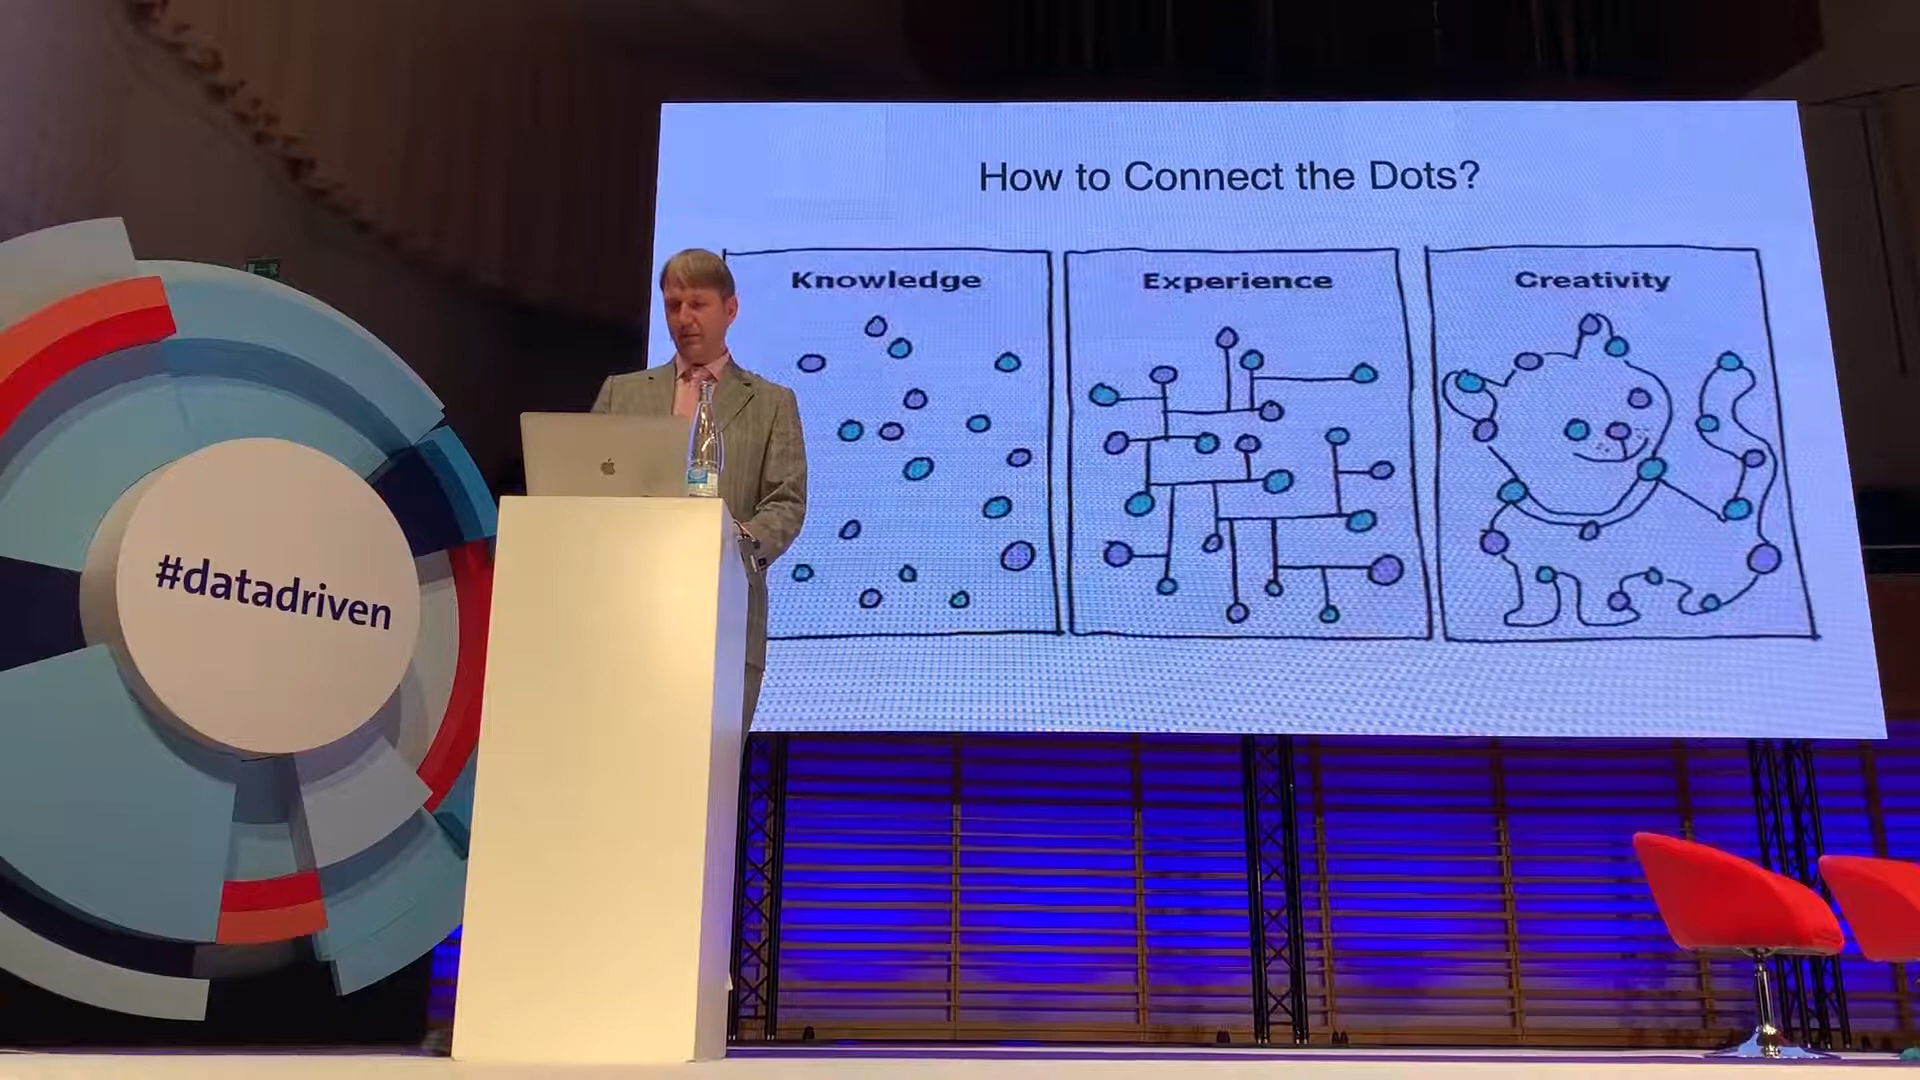 How to Connect the Dots?
Knowledge
Experience
Creativity
#datadriven